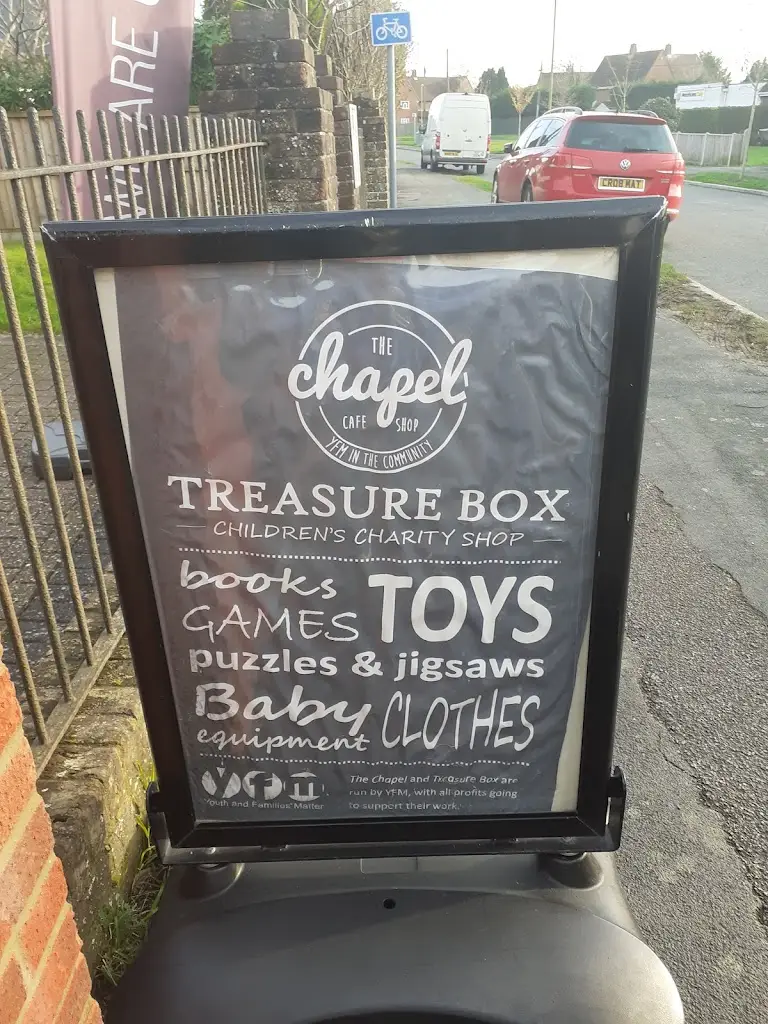 WE ARE
CR08 MAT
THE
chapel
CAFE SHOP
YFM IN THE COMMUNITY
TREASURE BOX
CHILDREN'S CHARITY SHOP
books
GAMES TOYS
puzzles & jigsaws
Baby
equipment CLOTHES
Youth and Families Matter
The Chapel and Treasure Box are
run by YFM, with all profits going
to support their work.